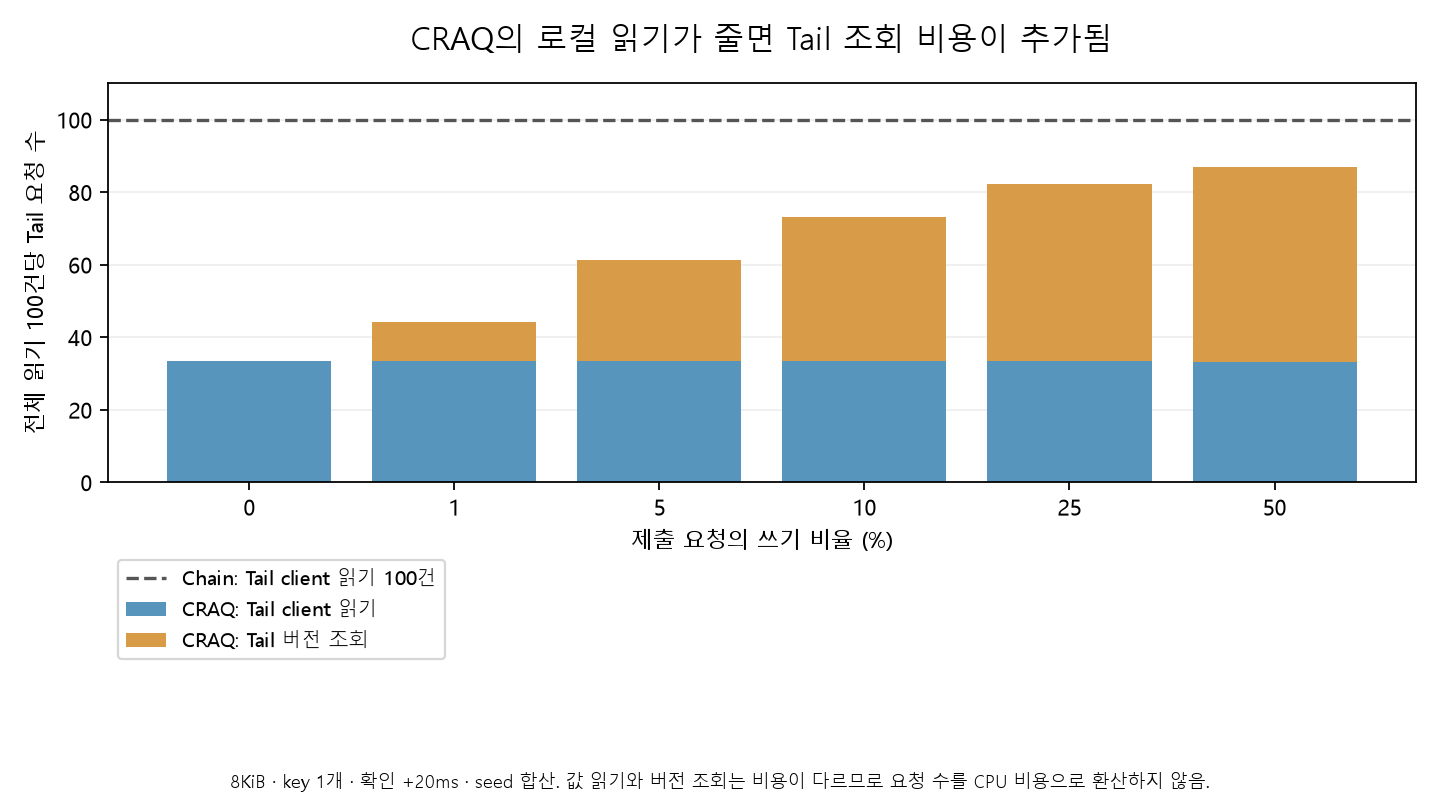 CRAQ의 로컬 읽기가 줄면 Tail 조회 비용이 추가됨
전체 읽기 100건당 Tail 요청 수
100
80
60
40
20
0
0 1 5 10 25 50
제출 요청의 쓰기 비율 (%)
Chain: Tail client 읽기 100건
CRAQ: Tail client 읽기
CRAQ: Tail 버전 조회
8KiB · key 1개 · 확인 +20ms · seed 합산. 값 읽기와 버전 조회는 비용이 다르므로 요청 수를 CPU 비용으로 환산하지 않음.